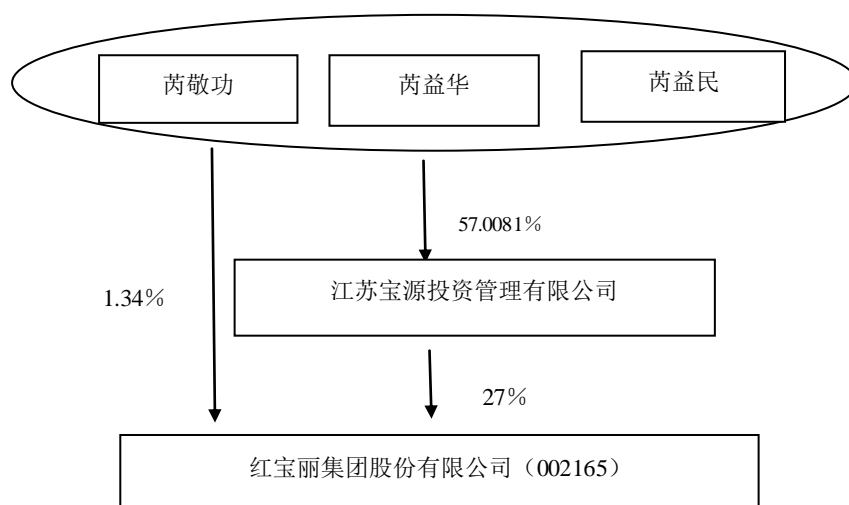 芮敬功
芮益华
芮益民
57.0081%
江苏宝源投资管理有限公司
1.34%
27%
红宝丽集团股份有限公司（002165）